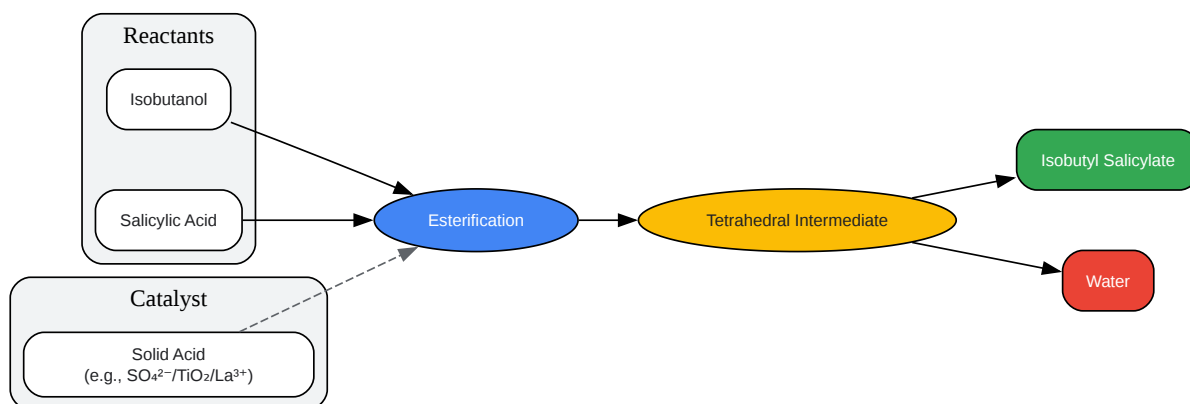 Reactants
Isobutanol
Salicylic Acid
Catalyst
Solid Acid
(e.g., SO₄²⁻/TiO₂/La³⁺)
Esterification
Tetrahedral Intermediate
Isobutyl Salicylate
Water